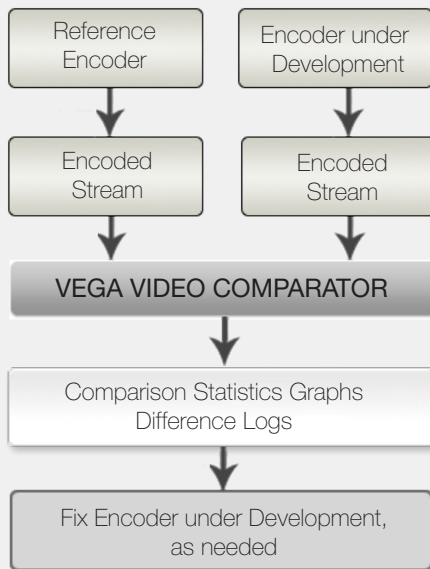 Reference
Encoder
Encoder under
Development
Encoded
Stream
Encoded
Stream
VEGA VIDEO COMPARATOR
Comparison Statistics Graphs
Difference Logs
Fix Encoder under Development,
as needed